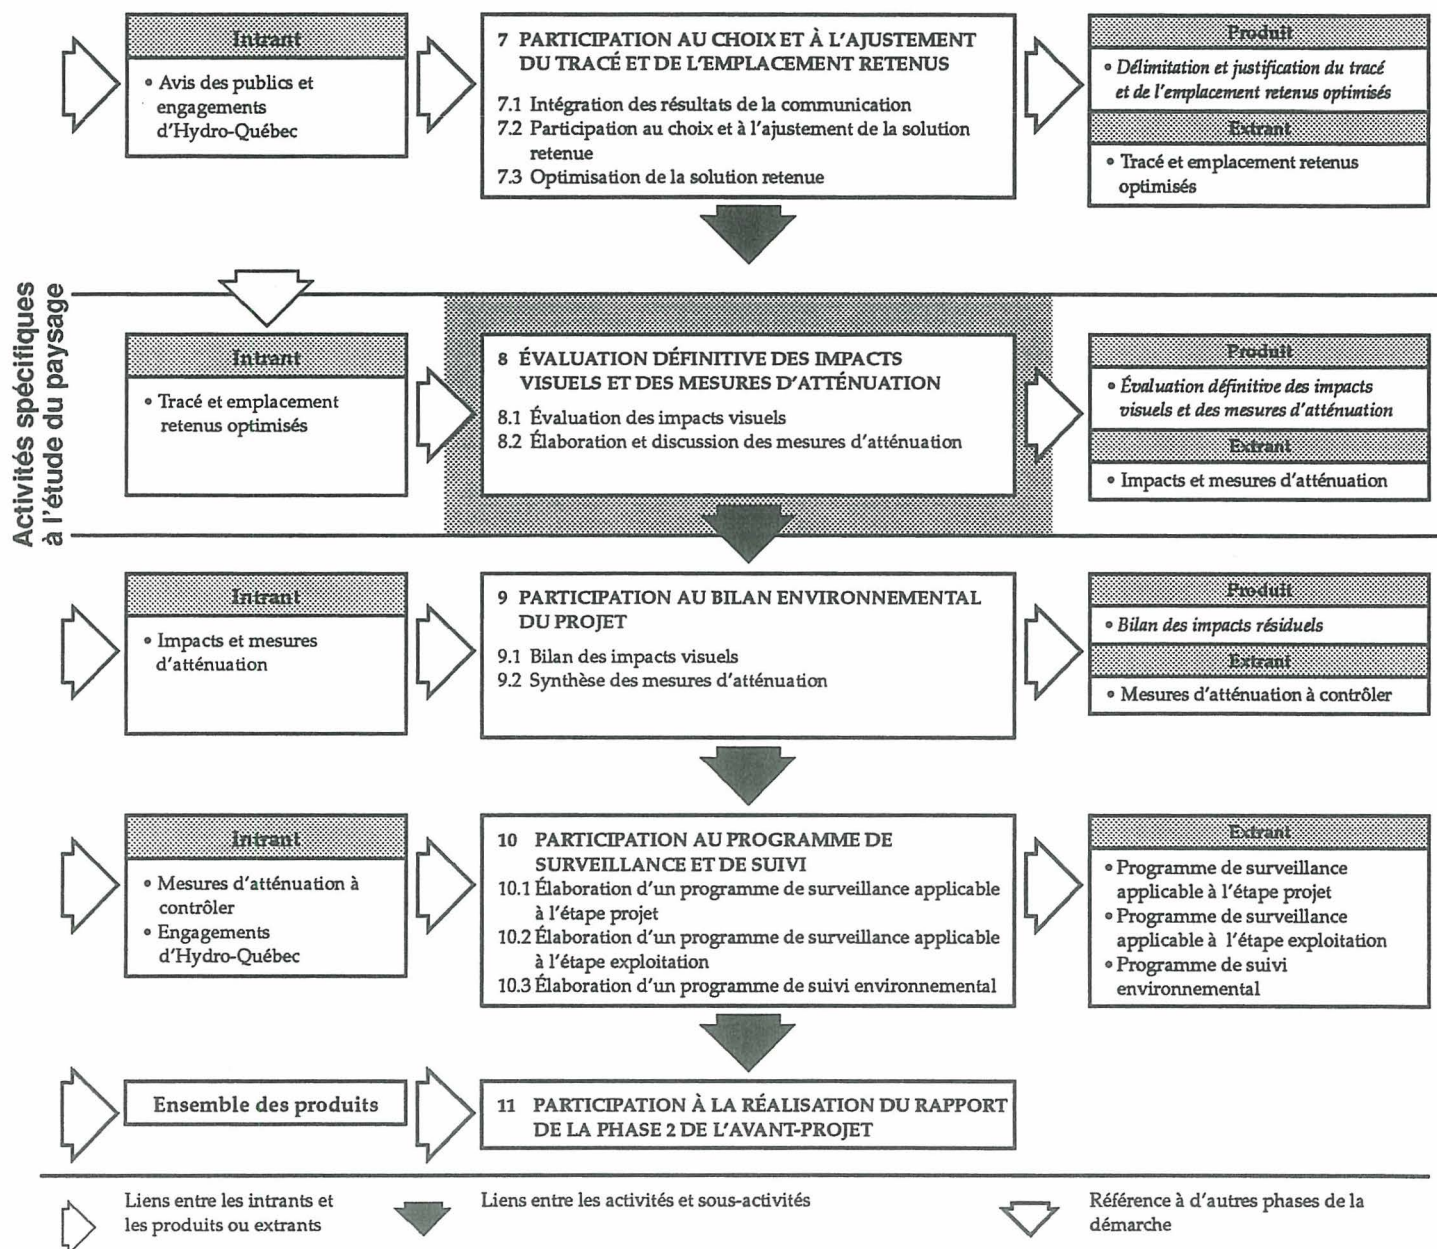 Intrant
• Avis des publics et
engagements
d'Hydro-Québec
7 PARTICIPATION AU CHOIX ET À L'AJUSTEMENT
DU TRACÉ ET DE L'EMPLACEMENT RETENUS
7.1 Intégration des résultats de la communication
7.2 Participation au choix et à l'ajustement de la solution
retenue
7.3 Optimisation de la solution retenue
Produit
• Délimitation et justification du tracé
et de l'emplacement retenus optimisés
Extrant
• Tracé et emplacement retenus
optimisés
Activités spécifiques
à l'étude du paysage
Intrant
• Tracé et emplacement
retenus optimisés
8 ÉVALUATION DÉFINITIVE DES IMPACTS
VISUELS ET DES MESURES D'ATTÉNUATION
8.1 Évaluation des impacts visuels
8.2 Élaboration et discussion des mesures d'atténuation
Produit
• Évaluation définitive des impacts
visuels et des mesures d'atténuation
Extrant
• Impacts et mesures d'atténuation
Intrant
• Impacts et mesures
d'atténuation
9 PARTICIPATION AU BILAN ENVIRONNEMENTAL
DU PROJET
9.1 Bilan des impacts visuels
9.2 Synthèse des mesures d'atténuation
Produit
• Bilan des impacts résiduels
Extrant
• Mesures d'atténuation à contrôler
Intrant
• Mesures d'atténuation à
contrôler
• Engagements
d'Hydro-Québec
10 PARTICIPATION AU PROGRAMME DE
SURVEILLANCE ET DE SUIVI
10.1 Élaboration d'un programme de surveillance applicable
à l'étape projet
10.2 Élaboration d'un programme de surveillance applicable
à l'étape exploitation
10.3 Élaboration d'un programme de suivi environnemental
Extrant
• Programme de surveillance
applicable à l'étape projet
• Programme de surveillance
applicable à l'étape exploitation
• Programme de suivi
environnemental
Ensemble des produits
11 PARTICIPATION À LA RÉALISATION DU RAPPORT
DE LA PHASE 2 DE L'AVANT-PROJET
Liens entre les intrants et
les produits ou extrants
Liens entre les activités et sous-activités
Référence à d'autres phases de la
démarche